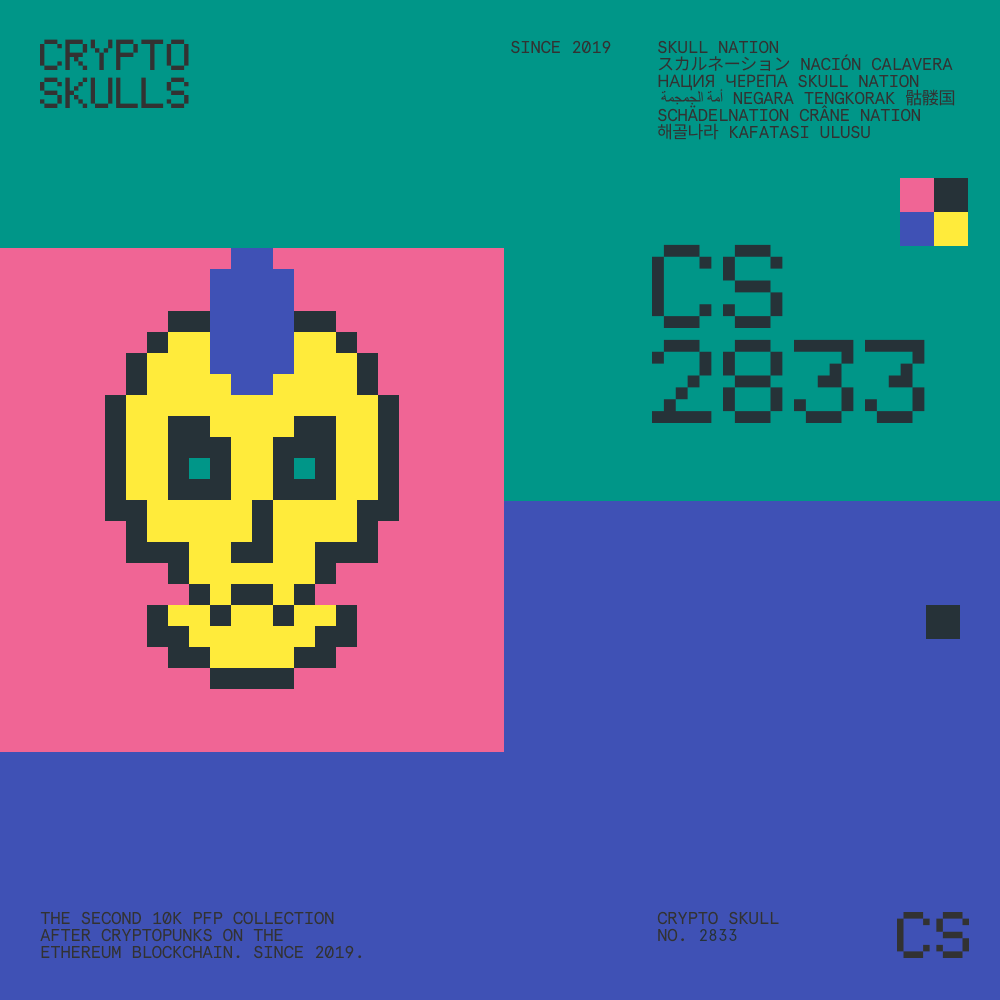 CRYPTO
SKULLS
SINCE 2019
SKULL NATION
スカルネーション NACIÓN CALAVERA
НАЦИЯ ЧЕРЕПА SKULL NATION
أمة الجمجمة NEGARA TENGKORAK 骷髅国
SCHÄDELNATION CRÂNE NATION
해골나라 KAFATASI ULUSU
CS
2833
THE SECOND 10K PFP COLLECTION
AFTER CRYPTOPUNKS ON THE
ETHEREUM BLOCKCHAIN. SINCE 2019.
CRYPTO SKULL
NO. 2833
CS